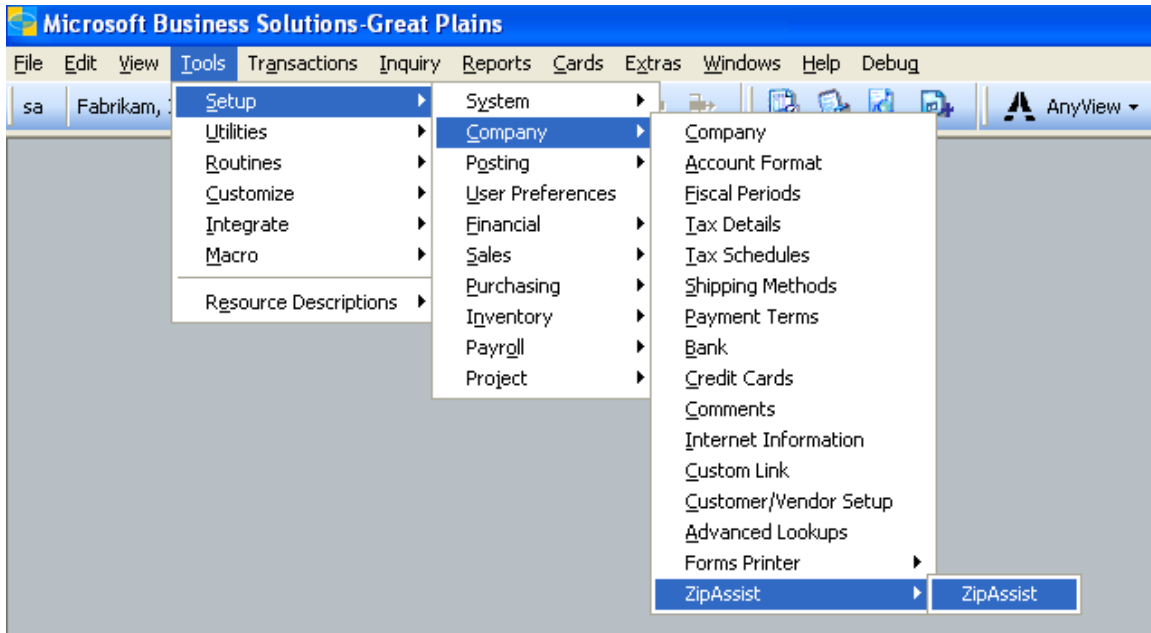 Microsoft Business Solutions-Great Plains
File Edit View Tools Transactions Inquiry Reports Cards Extras Windows Help Debug
sa Fabrikam, AnyView
Setup
Utilities
Routines
Customize
Integrate
Macro
Resource Descriptions
System
Company
Posting
User Preferences
Financial
Sales
Purchasing
Inventory
Payroll
Project
Company
Account Format
Fiscal Periods
Tax Details
Tax Schedules
Shipping Methods
Payment Terms
Bank
Credit Cards
Comments
Internet Information
Custom Link
Customer/Vendor Setup
Advanced Lookups
Forms Printer
ZipAssist
ZipAssist